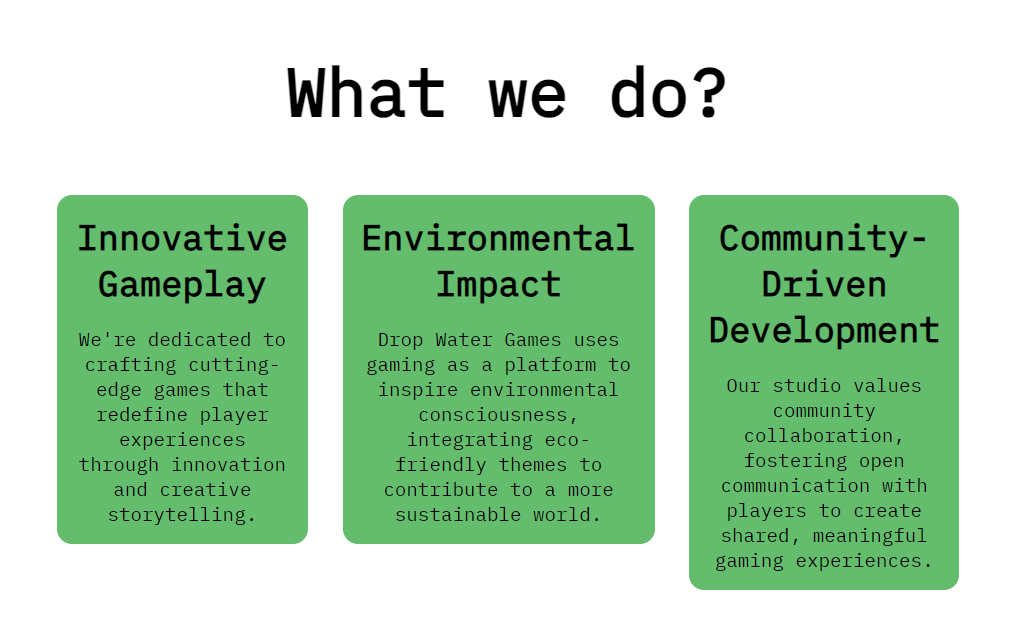 What we do?
Innovative
Gameplay
We're dedicated to
crafting cutting-
edge games that
redefine player
experiences
through innovation
and creative
storytelling.
Environmental
Impact
Drop Water Games uses
gaming as a platform to
inspire environmental
consciousness,
integrating eco-
friendly themes to
contribute to a more
sustainable world.
Community-
Driven
Development
Our studio values
community
collaboration,
fostering open
communication with
players to create
shared, meaningful
gaming experiences.